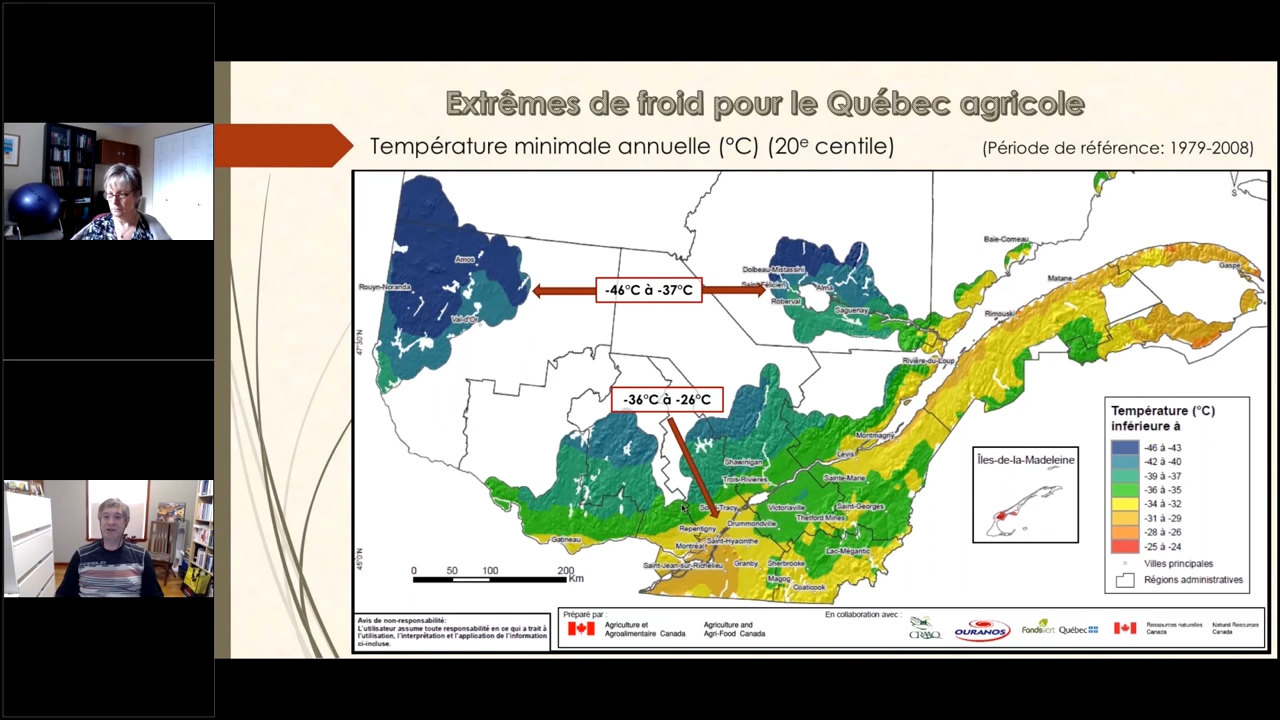 Extrêmes de froid pour le Québec agricole
Température minimale annuelle (°C) (20e centile)
(Période de référence: 1979-2008)
S
Baie-Comeau
Amos
Dolbeau-Mistassini
Matane
Gaspé
Rouyn-Noranda
-46°C à -37°C
Saint-Félicien
Alma
Roberval
Saguenay
Rimouski
Val-d'Or
47°30'N
Rivière-du-Loup
-36°C à -26°C
Température (°C)
inférieure à
-46 à -43
-42 à -40
-39 à -37
-36 à -35
-34 à -32
-31 à -29
-28 à -26
-25 à -24
Villes principales
Régions administratives
Montmagny
Lévis
Îles-de-la-Madeleine
Shawinigan
Trois-Rivières
Sainte-Marie
Victoriaville
Saint-Georges
Thetford Mines
Drummondville
Repentigny
Gatineau
Montréal
Saint-Hyacinthe
Lac-Mégantic
Saint-Jean-sur-Richelieu
Granby
Sherbrooke
Magog
Coaticook
45°0'N
0 50 100 200
Km
Avis de non-responsabilité:
L'utilisateur assume toute responsabilité en ce qui a trait à
l'utilisation, l'interprétation et l'application de l'information
ci-incluse.
Préparé par :
Agriculture et
Agroalimentaire Canada
Agriculture and
Agri-Food Canada
En collaboration avec :
CRAAQ
OURANOS
Fonds vert
Québec
Ressources naturelles
Canada
Natural Resources
Canada